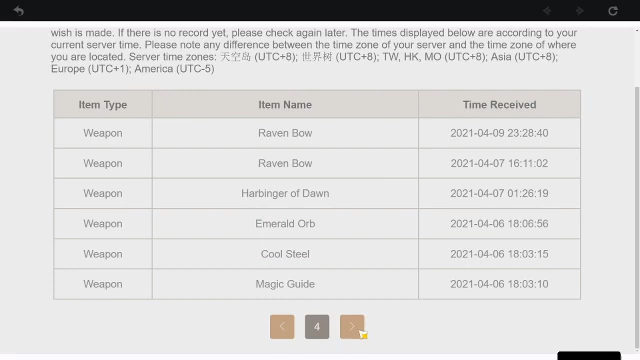 wish is made. If there is no record yet, please check again later. The times displayed below are according to your
current server time. Please note any difference between the time zone of your server and the time zone of where
you are located. Server time zones: 天空岛 (UTC+8); 世界树 (UTC+8); TW, HK, MO (UTC+8); Asia (UTC+8);
Europe (UTC+1); America (UTC-5)
Item Type Item Name Time Received
Weapon Raven Bow 2021-04-09 23:28:40
Weapon Raven Bow 2021-04-07 16:11:02
Weapon Harbinger of Dawn 2021-04-07 01:26:19
Weapon Emerald Orb 2021-04-06 18:06:56
Weapon Cool Steel 2021-04-06 18:03:15
Weapon Magic Guide 2021-04-06 18:03:10
4